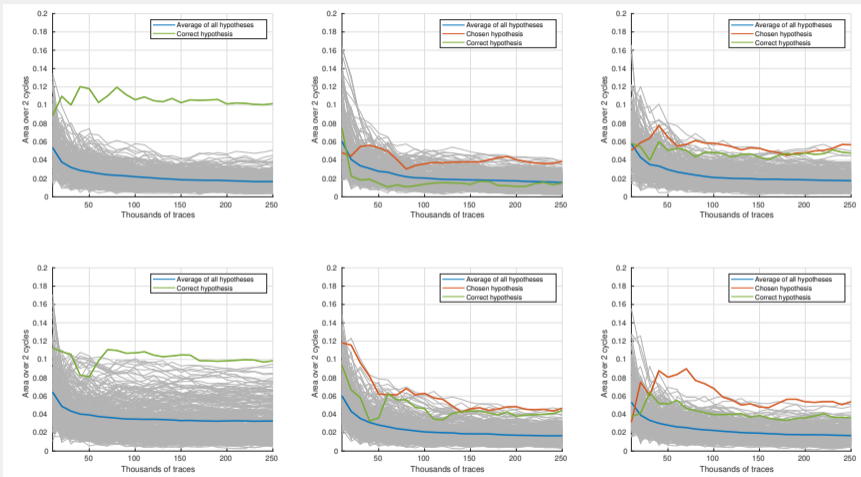 0.2
0.18
0.16
0.14
0.12
0.1
0.08
0.06
0.04
0.02
0
Area over 2 cycles
Average of all hypotheses
Correct hypothesis
50 100 150 200 250
Thousands of traces
0.2
0.18
0.16
0.14
0.12
0.1
0.08
0.06
0.04
0.02
0
Area over 2 cycles
Average of all hypotheses
Chosen hypothesis
Correct hypothesis
50 100 150 200 250
Thousands of traces
0.2
0.18
0.16
0.14
0.12
0.1
0.08
0.06
0.04
0.02
0
Area over 2 cycles
Average of all hypotheses
Chosen hypothesis
Correct hypothesis
50 100 150 200 250
Thousands of traces
0.2
0.18
0.16
0.14
0.12
0.1
0.08
0.06
0.04
0.02
0
Area over 2 cycles
Average of all hypotheses
Correct hypothesis
50 100 150 200 250
Thousands of traces
0.2
0.18
0.16
0.14
0.12
0.1
0.08
0.06
0.04
0.02
0
Area over 2 cycles
Average of all hypotheses
Chosen hypothesis
Correct hypothesis
50 100 150 200 250
Thousands of traces
0.2
0.18
0.16
0.14
0.12
0.1
0.08
0.06
0.04
0.02
0
Area over 2 cycles
Average of all hypotheses
Chosen hypothesis
Correct hypothesis
50 100 150 200 250
Thousands of traces